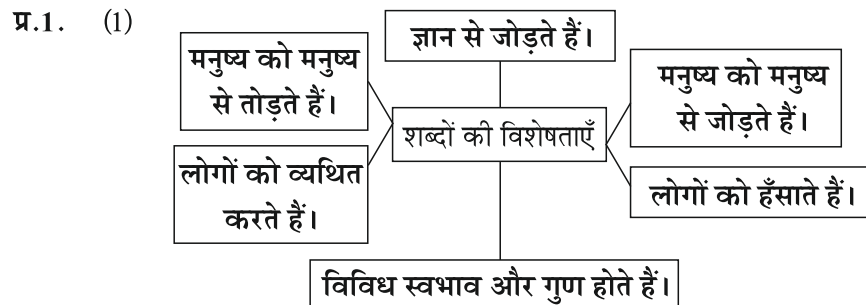 प्र.1. (1)
ज्ञान से जोड़ते हैं।
मनुष्य को मनुष्य
से तोड़ते हैं।
मनुष्य को मनुष्य
से जोड़ते हैं।
शब्दों की विशेषताएँ
लोगों को व्यथित
करते हैं।
लोगों को हँसाते हैं।
विविध स्वभाव और गुण होते हैं।